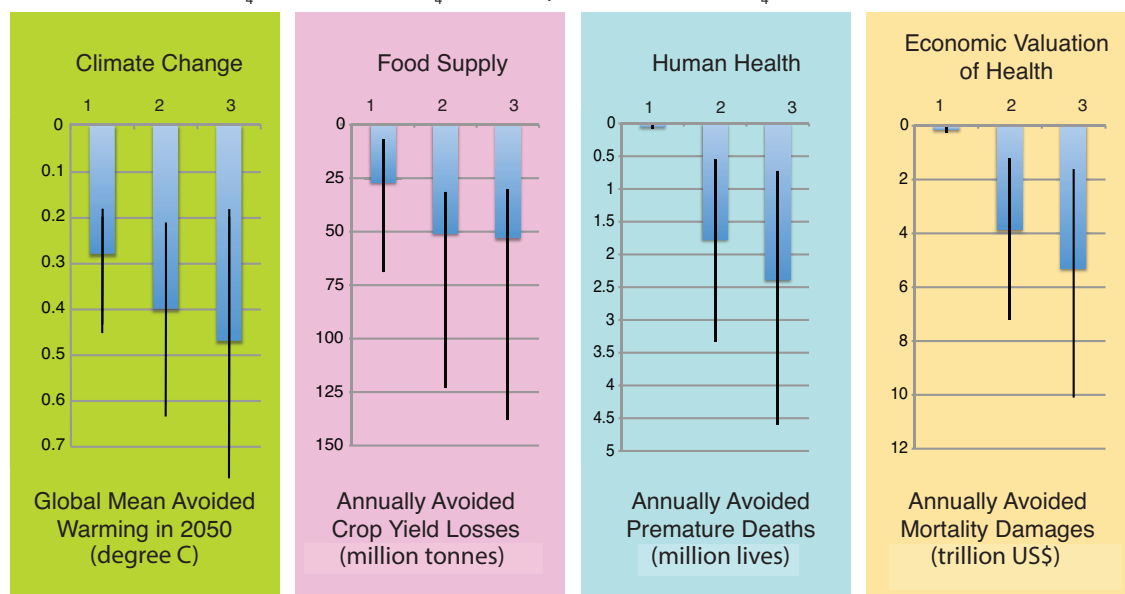 4 4 4
Climate Change
1 2 3
0
0.1
0.2
0.3
0.4
0.5
0.6
0.7
Global Mean Avoided
Warming in 2050
(degree C)
Food Supply
1 2 3
0
25
50
75
100
125
150
Annually Avoided
Crop Yield Losses
(million tonnes)
Human Health
1 2 3
0
0.5
1
1.5
2
2.5
3
3.5
4
4.5
5
Annually Avoided
Premature Deaths
(million lives)
Economic Valuation
of Health
1 2 3
0
2
4
6
8
10
12
Annually Avoided
Mortality Damages
(trillion US$)